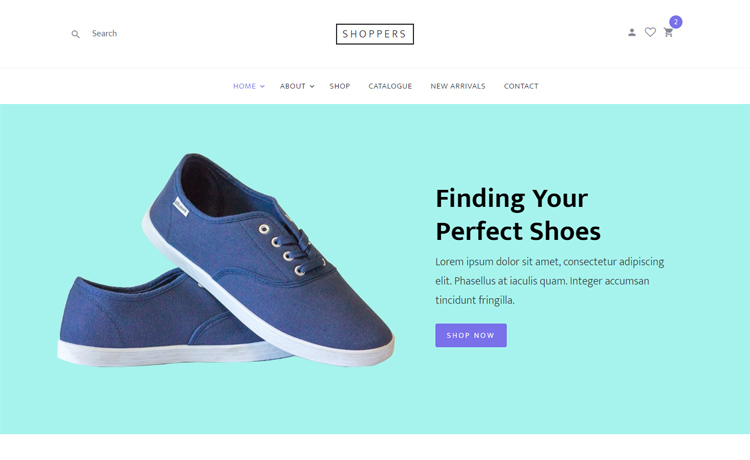 Search
SHOPPERS
2
HOME ABOUT SHOP CATALOGUE NEW ARRIVALS CONTACT
Finding Your
Perfect Shoes
Lorem ipsum dolor sit amet, consectetur adipiscing
elit. Phasellus at iaculis quam. Integer accumsan
tincidunt fringilla.
SHOP NOW